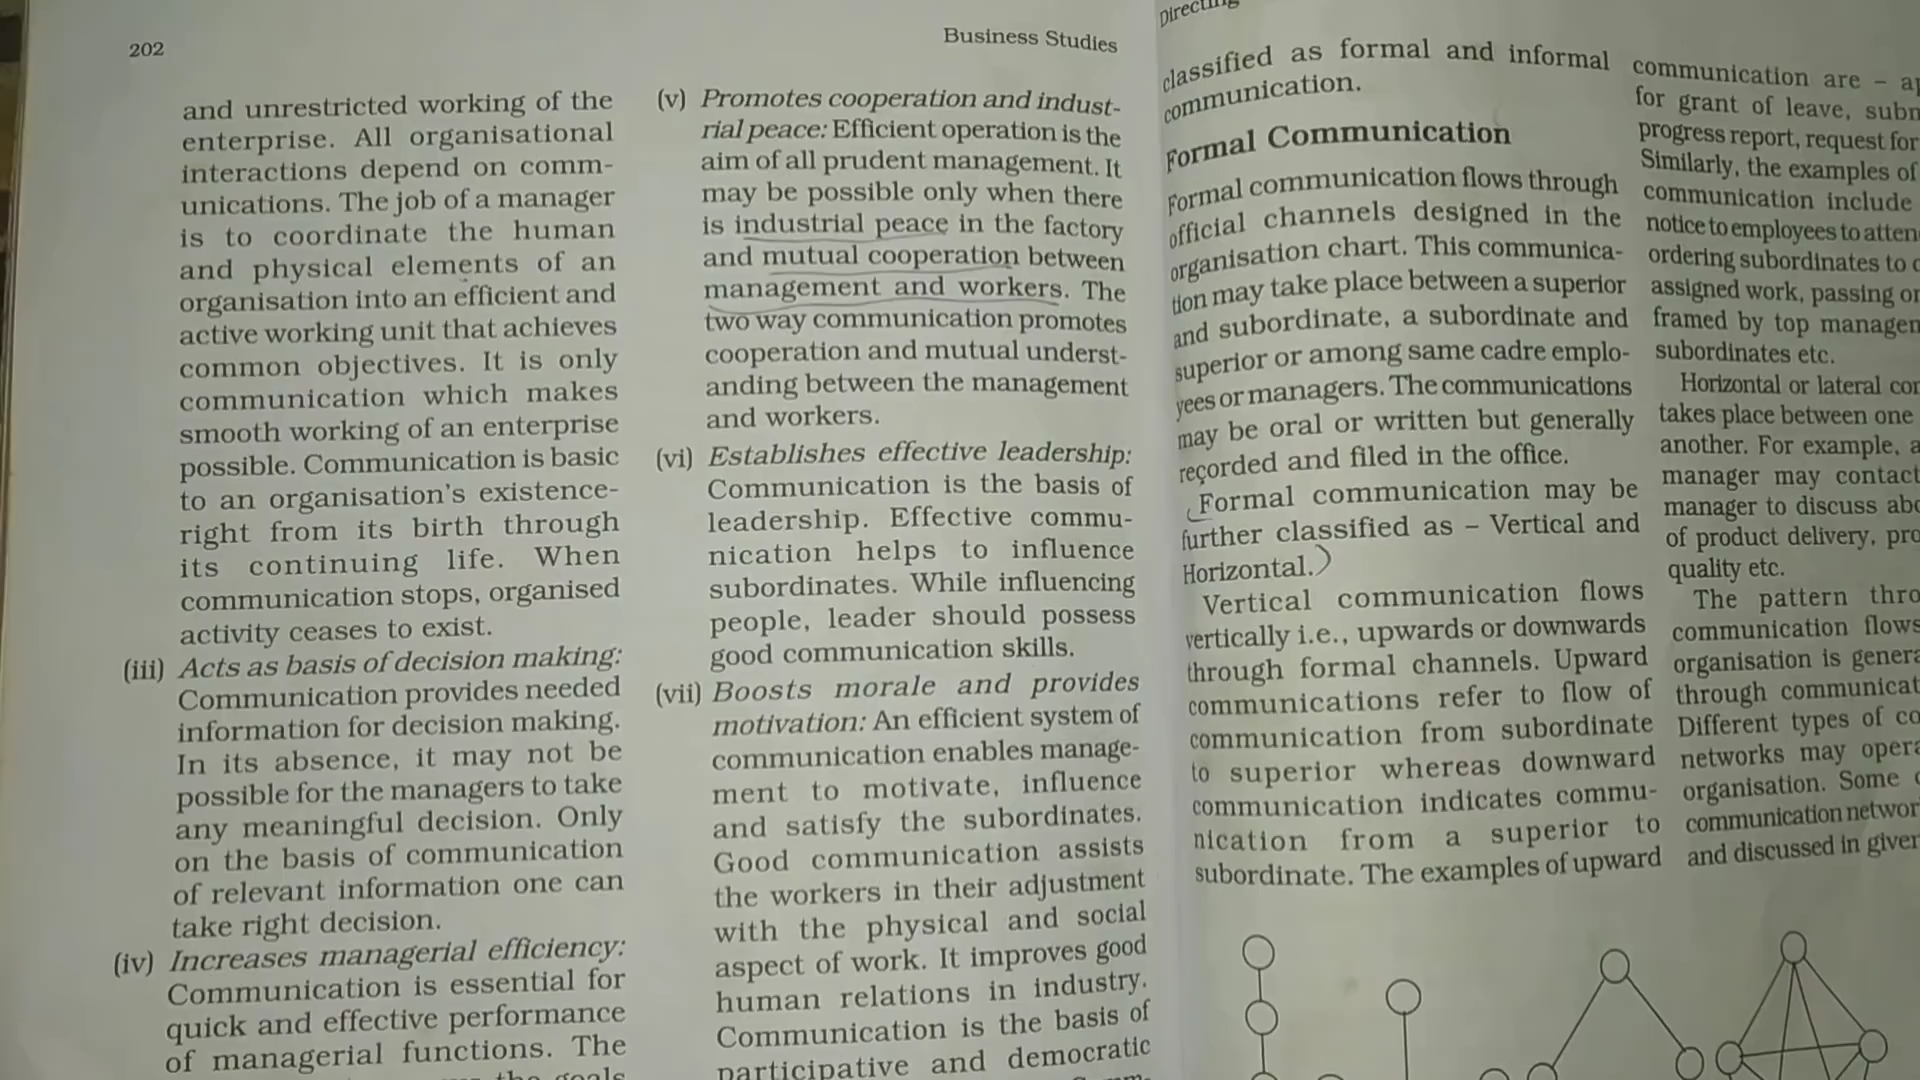 202
Business Studies
and unrestricted working of the
enterprise. All organisational
interactions depend on comm-
unications. The job of a manager
is to coordinate the human
and physical elements of an
organisation into an efficient and
active working unit that achieves
common objectives. It is only
communication which makes
smooth working of an enterprise
possible. Communication is basic
to an organisation's existence-
right from its birth through
its continuing life. When
communication stops, organised
activity ceases to exist.
(iii) Acts as basis of decision making:
Communication provides needed
information for decision making.
In its absence, it may not be
possible for the managers to take
any meaningful decision. Only
on the basis of communication
of relevant information one can
take right decision.
(iv) Increases managerial efficiency:
Communication is essential for
quick and effective performance
of managerial functions. The
the goals
(v) Promotes cooperation and indust-
rial peace: Efficient operation is the
aim of all prudent management. It
may be possible only when there
is industrial peace in the factory
and mutual cooperation between
management and workers. The
two way communication promotes
cooperation and mutual underst-
anding between the management
and workers.
(vi) Establishes effective leadership:
Communication is the basis of
leadership. Effective commu-
nication helps to influence
subordinates. While influencing
people, leader should possess
good communication skills.
(vii) Boosts morale and provides
motivation: An efficient system of
communication enables manage-
ment to motivate, influence
and satisfy the subordinates.
Good communication assists
the workers in their adjustment
with the physical and social
aspect of work. It improves good
human relations in industry.
Communication is the basis of
participative and democratic
Directing
classified as formal and informal
communication.
Formal Communication
Formal communication flows through
official channels designed in the
organisation chart. This communica-
tion may take place between a superior
and subordinate, a subordinate and
superior or among same cadre emplo-
yees or managers. The communications
may be oral or written but generally
recorded and filed in the office.
Formal communication may be
further classified as – Vertical and
Horizontal.)
Vertical communication flows
vertically i.e., upwards or downwards
through formal channels. Upward
communications refer to flow of
communication from subordinate
to superior whereas downward
communication indicates commu-
nication from a superior to
subordinate. The examples of upward
communication are –
for grant of leave,
progress report, request for
Similarly, the examples of
communication include
notice to employees to
ordering subordinates to
assigned work, passing
framed by top
subordinates etc.
Horizontal or lateral
takes place between one
another. For example,
manager may contact
manager to discuss
of product delivery,
quality etc.
The pattern
communication flows
organisation is
through
Different types of
networks may
organisation. Some
communication
and discussed in